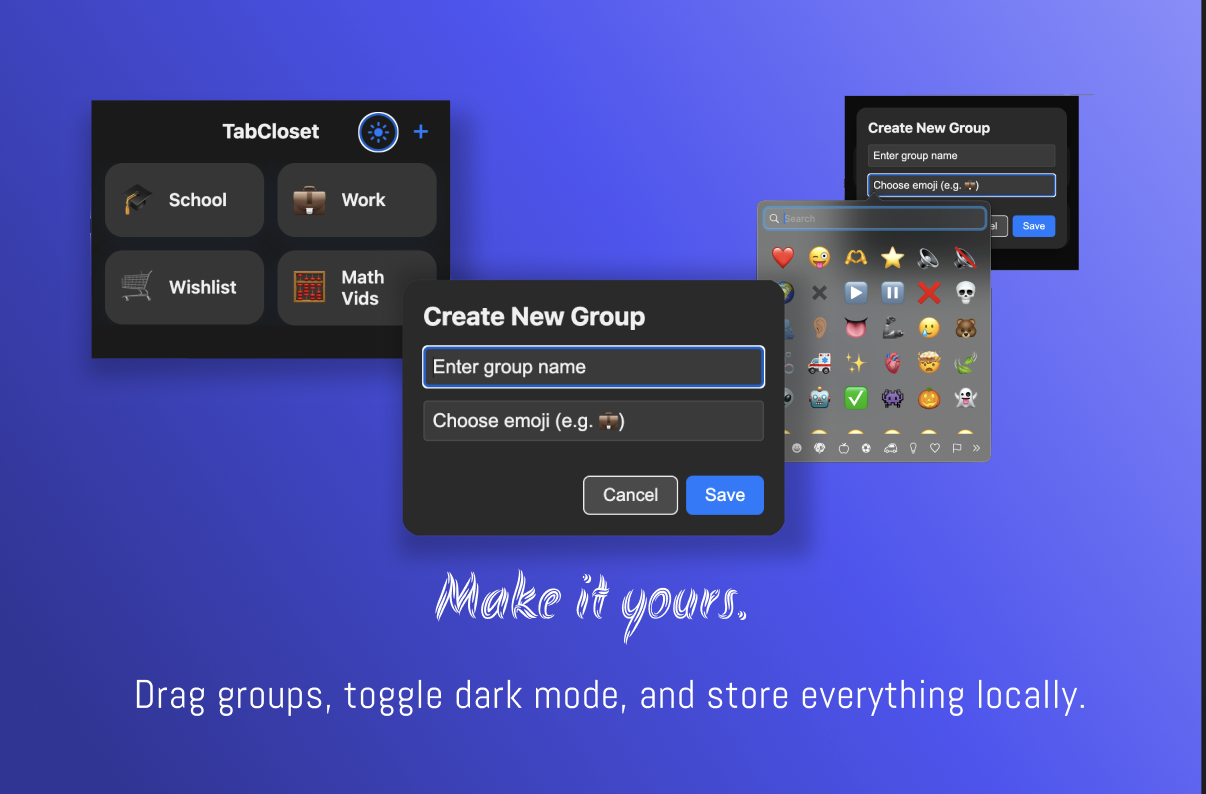 TabCloset
+
School
Work
Wishlist
Math
Vids
Create New Group
Enter group name
Choose emoji (e.g. 💼)
Cancel
Save
Create New Group
Enter group name
Choose emoji (e.g. 💼)
Save
Search
Make it yours.
Drag groups, toggle dark mode, and store everything locally.